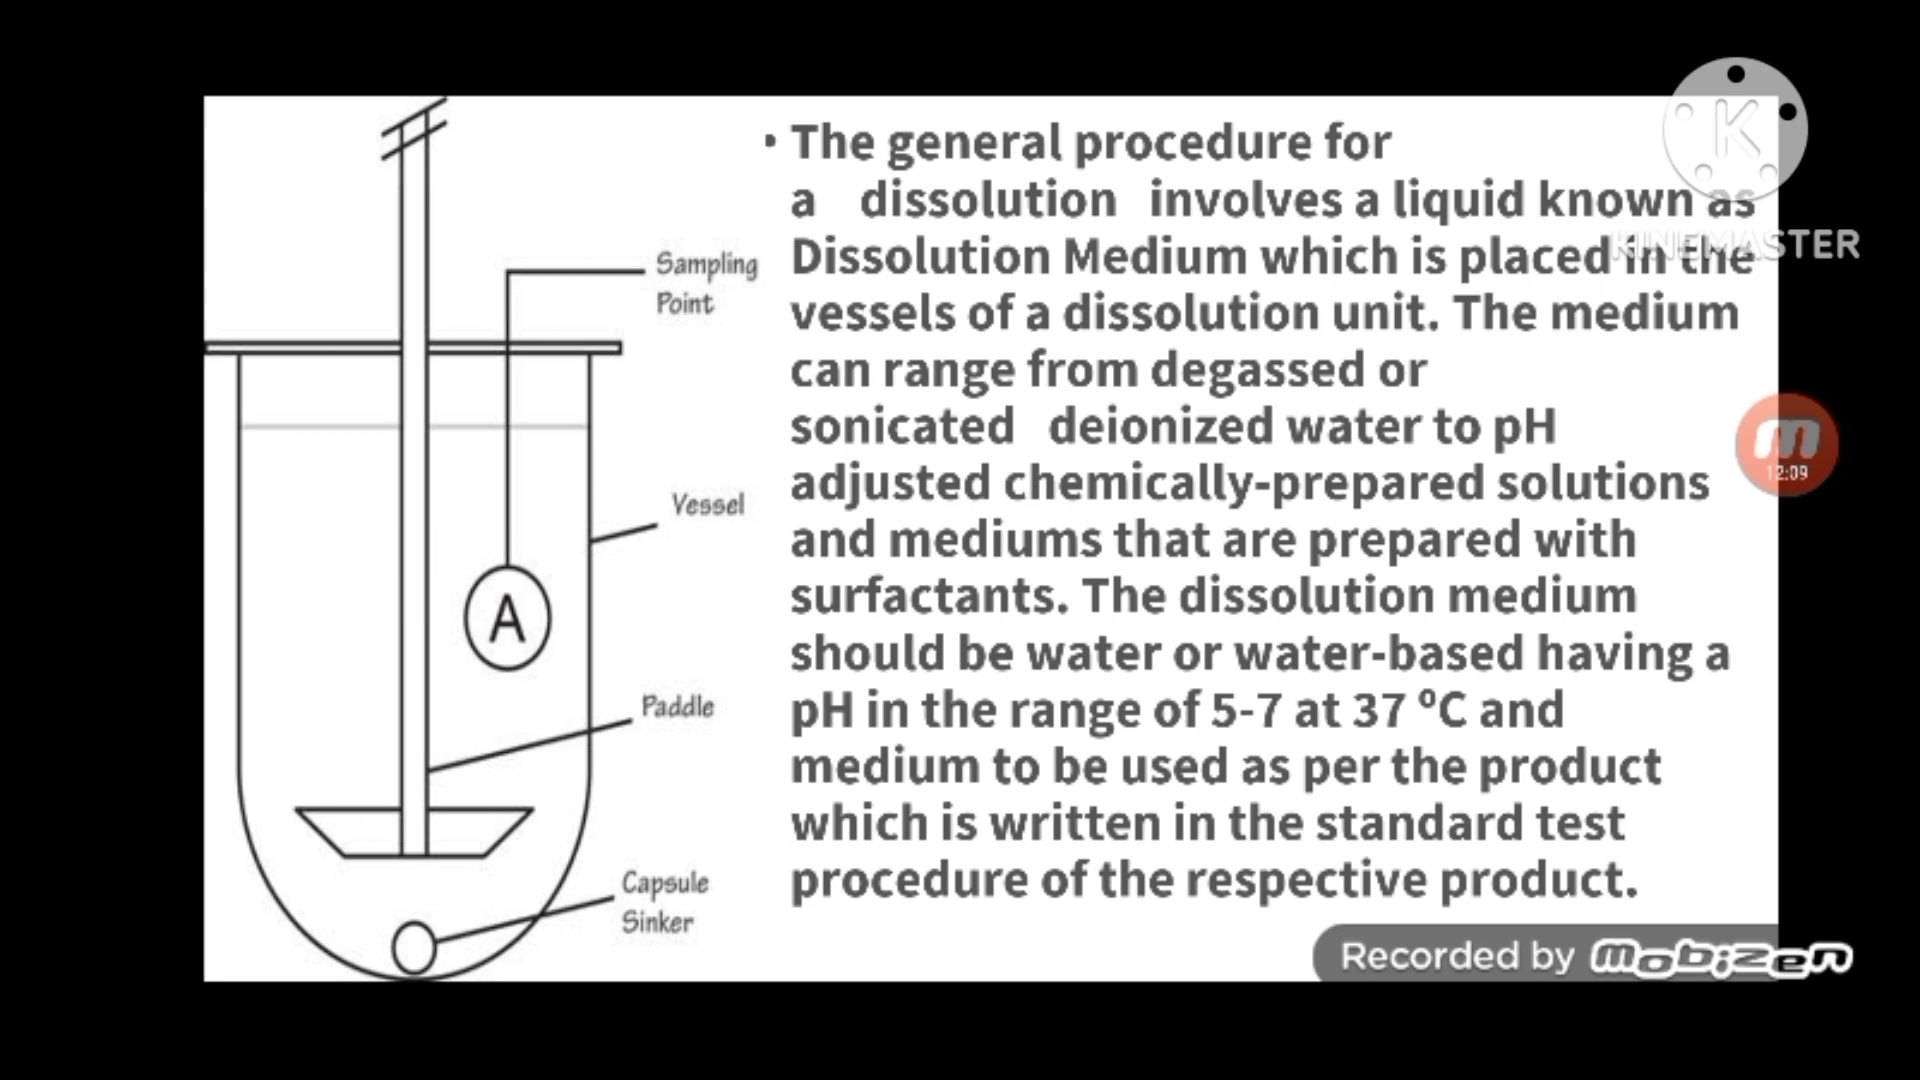 • The general procedure for
a dissolution involves a liquid known as
Dissolution Medium which is placed in the
vessels of a dissolution unit. The medium
can range from degassed or
sonicated deionized water to pH
adjusted chemically-prepared solutions
and mediums that are prepared with
surfactants. The dissolution medium
should be water or water-based having a
pH in the range of 5-7 at 37 ºC and
medium to be used as per the product
which is written in the standard test
procedure of the respective product.
Sampling
Point
Vessel
A
Paddle
Capsule
Sinker
K
KINEMASTER
m
12:09
Recorded by mobizen